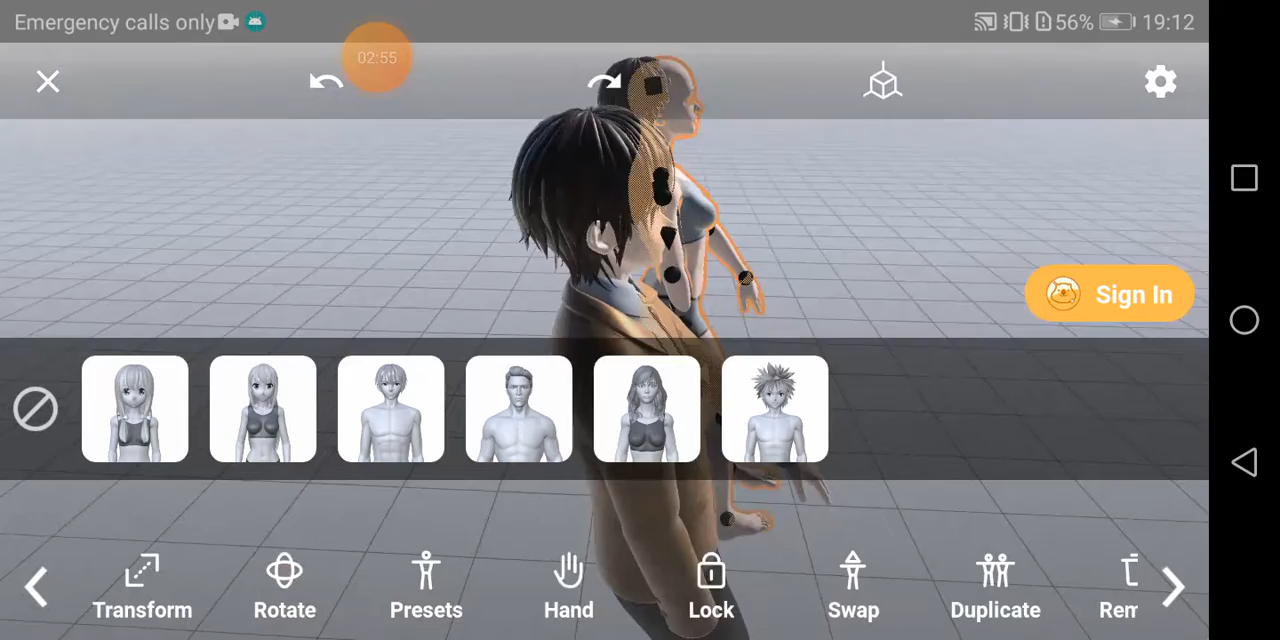 Emergency calls only
56%
19:12
02:55
Sign In
Transform
Rotate
Presets
Hand
Lock
Swap
Duplicate
Rem